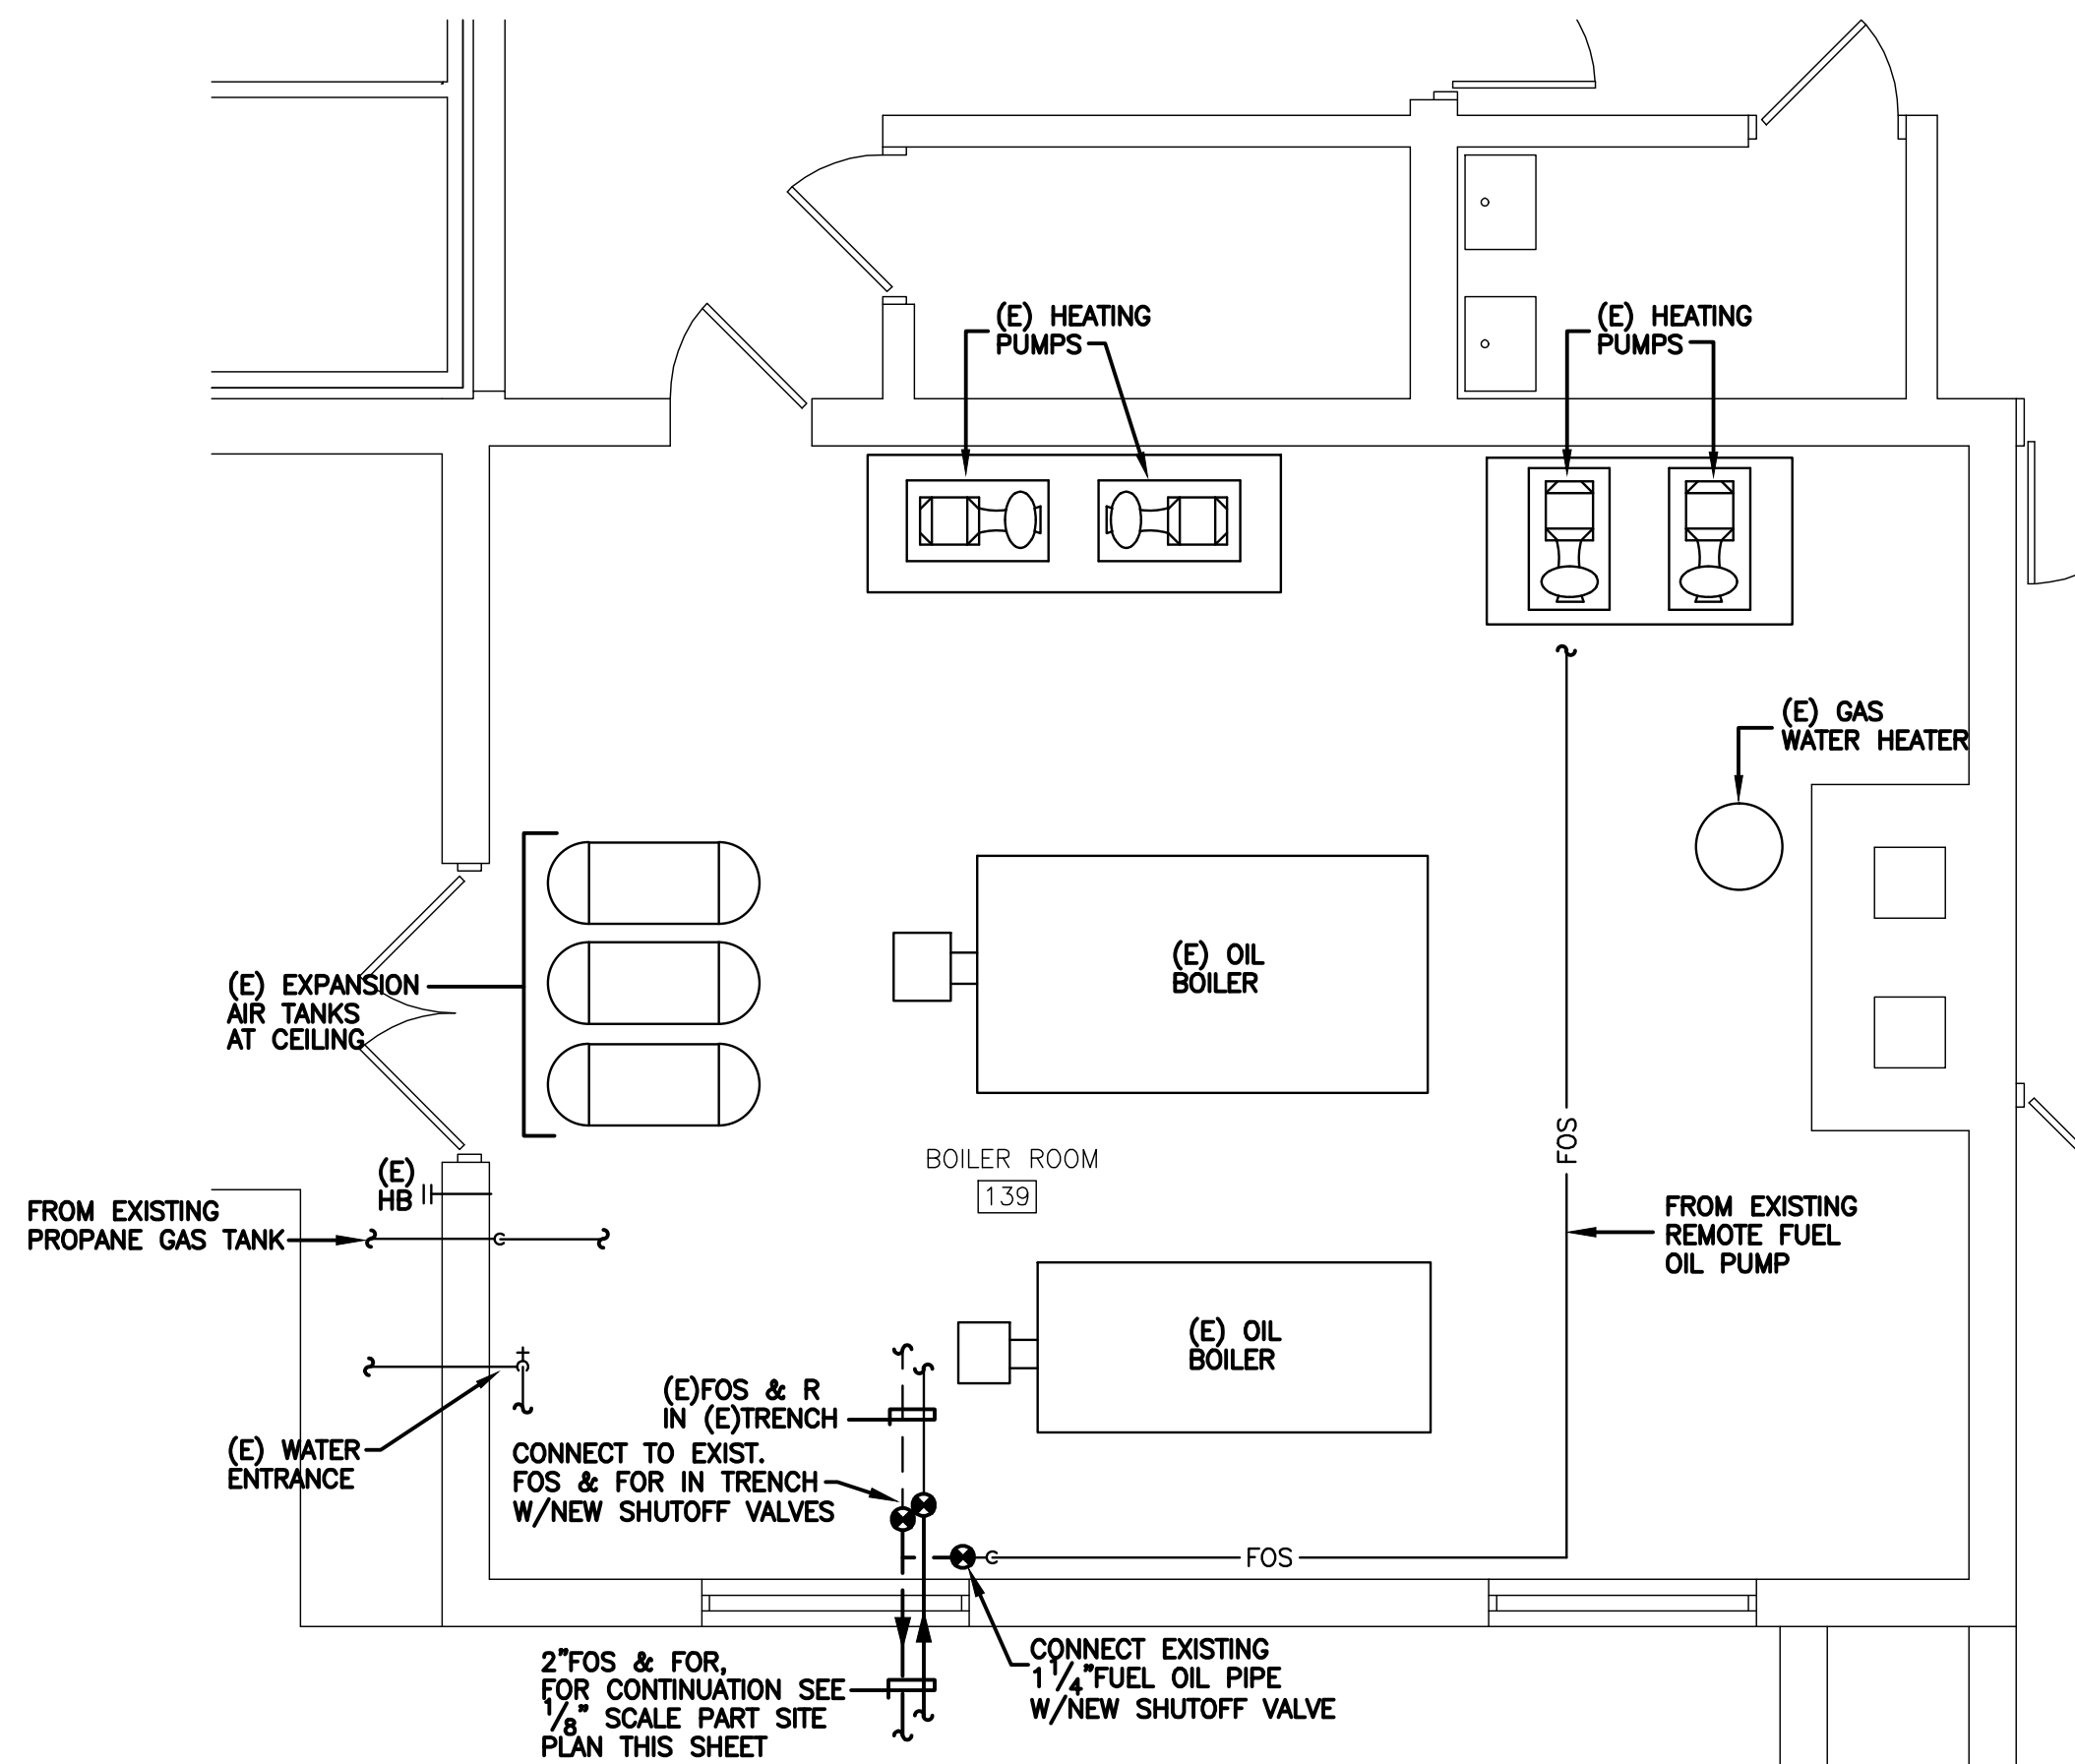 (E) HEATING
PUMPS
(E) HEATING
PUMPS
(E) GAS
WATER HEATER
(E) OIL
BOILER
(E) EXPANSION
AIR TANKS
AT CEILING
FOS
BOILER ROOM
139
(E)
HB
FROM EXISTING
PROPANE GAS TANK
FROM EXISTING
REMOTE FUEL
OIL PUMP
(E) OIL
BOILER
(E)FOS & R
IN (E)TRENCH
(E) WATER
ENTRANCE
CONNECT TO EXIST.
FOS & FOR IN TRENCH
W/NEW SHUTOFF VALVES
FOS
2"FOS & FOR,
FOR CONTINUATION SEE
1/8" SCALE PART SITE
PLAN THIS SHEET
CONNECT EXISTING
1 1/4"FUEL OIL PIPE
W/NEW SHUTOFF VALVE